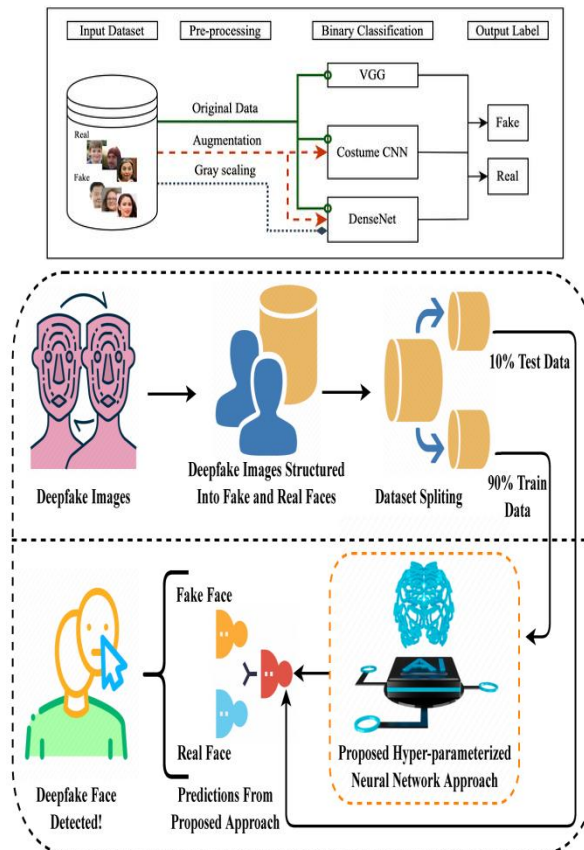 Input Dataset
Pre-processing
Binary Classification
Output Label
Real
Fake
Original Data
Augmentation
Gray scaling
VGG
Costume CNN
DenseNet
Fake
Real
Deepfake Images
Deepfake Images Structured
Into Fake and Real Faces
Dataset Spliting
10% Test Data
90% Train
Data
Deepfake Face
Detected!
Fake Face
Real Face
Predictions From
Proposed Approach
AI
Proposed Hyper-parameterized
Neural Network Approach